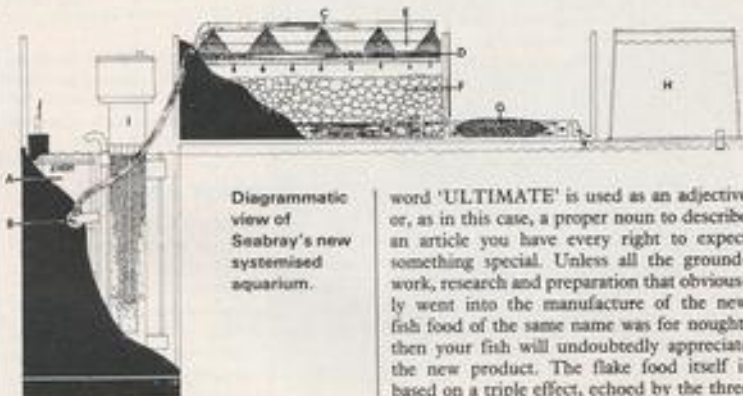 C
E
D
F
G
H
I
J
A
B
Diagrammatic
view of
Seabray's new
systemised
aquarium.
word 'ULTIMATE' is used as an adjective
or, as in this case, a proper noun to describe
an article you have every right to expect
something special. Unless all the ground-
work, research and preparation that obvious-
ly went into the manufacture of the new
fish food of the same name was for nought,
then your fish will undoubtedly appreciate
the new product. The flake food itself is
based on a triple effect, echoed by the three